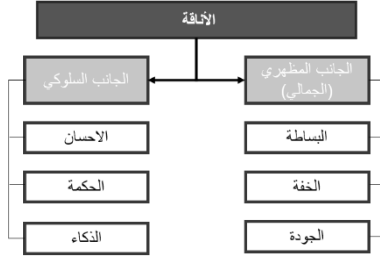 الأناقة
الجانب المظهري
(الجمالي)
الجانب السلوكي
البساطة
الاحسان
الخفة
الحكمة
الجودة
الذكاء